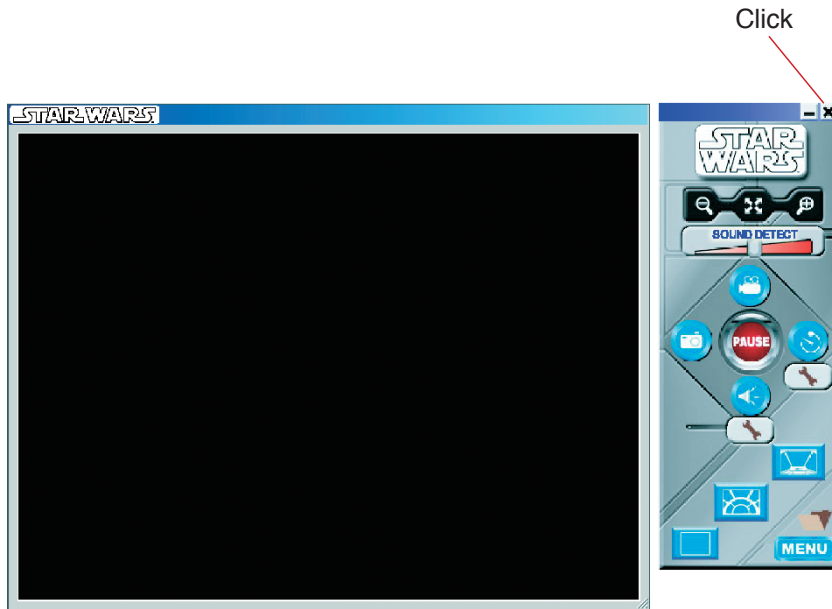 Click
STAR WARS
STAR
WARS
SOUND DETECT
PAUSE
MENU